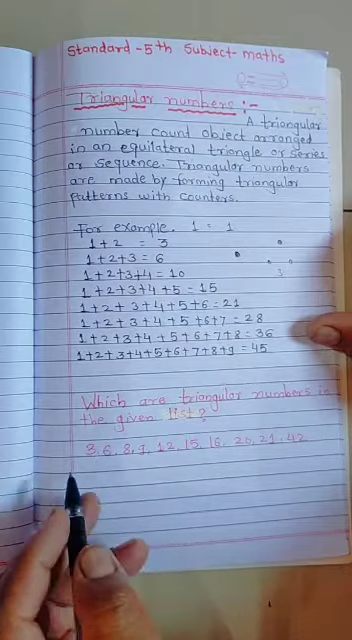 Standard -5th Subject- maths
Triangular numbers :-
A triangular
number count object arranged
in an equilateral triangle or series
or sequence. Triangular numbers
are made by forming triangular
patterns with counters.
For example. 1 = 1
1+2 = 3
1+2+3 = 6
1+2+3+4 = 10
1+2+3+4+5 = 15
1+2+3+4+5+6 = 21
1+2+3+4+5+6+7 = 28
1+2+3+4+5+6+7+8 = 36
1+2+3+4+5+6+7+8+9 = 45
3
Which are triangular numbers in
the given list?
3, 6, 8, 9, 12, 15, 16, 20, 21, 42